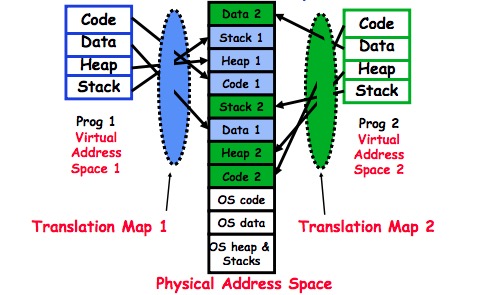 Code
Data
Heap
Stack
Prog 1
Virtual
Address
Space 1
Translation Map 1
Data 2
Stack 1
Heap 1
Code 1
Stack 2
Data 1
Heap 2
Code 2
OS code
OS data
OS heap &
Stacks
Physical Address Space
Code
Data
Heap
Stack
Prog 2
Virtual
Address
Space 2
Translation Map 2